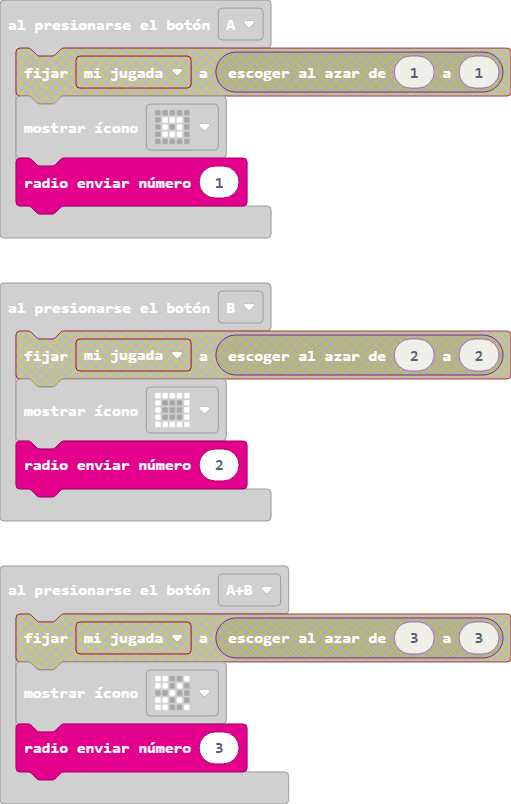 al presionarse el botón A
fijar mi jugada a escoger al azar de 1 a 1
mostrar ícono
radio enviar número 1
al presionarse el botón B
fijar mi jugada a escoger al azar de 2 a 2
mostrar ícono
radio enviar número 2
al presionarse el botón A+B
fijar mi jugada a escoger al azar de 3 a 3
mostrar ícono
radio enviar número 3